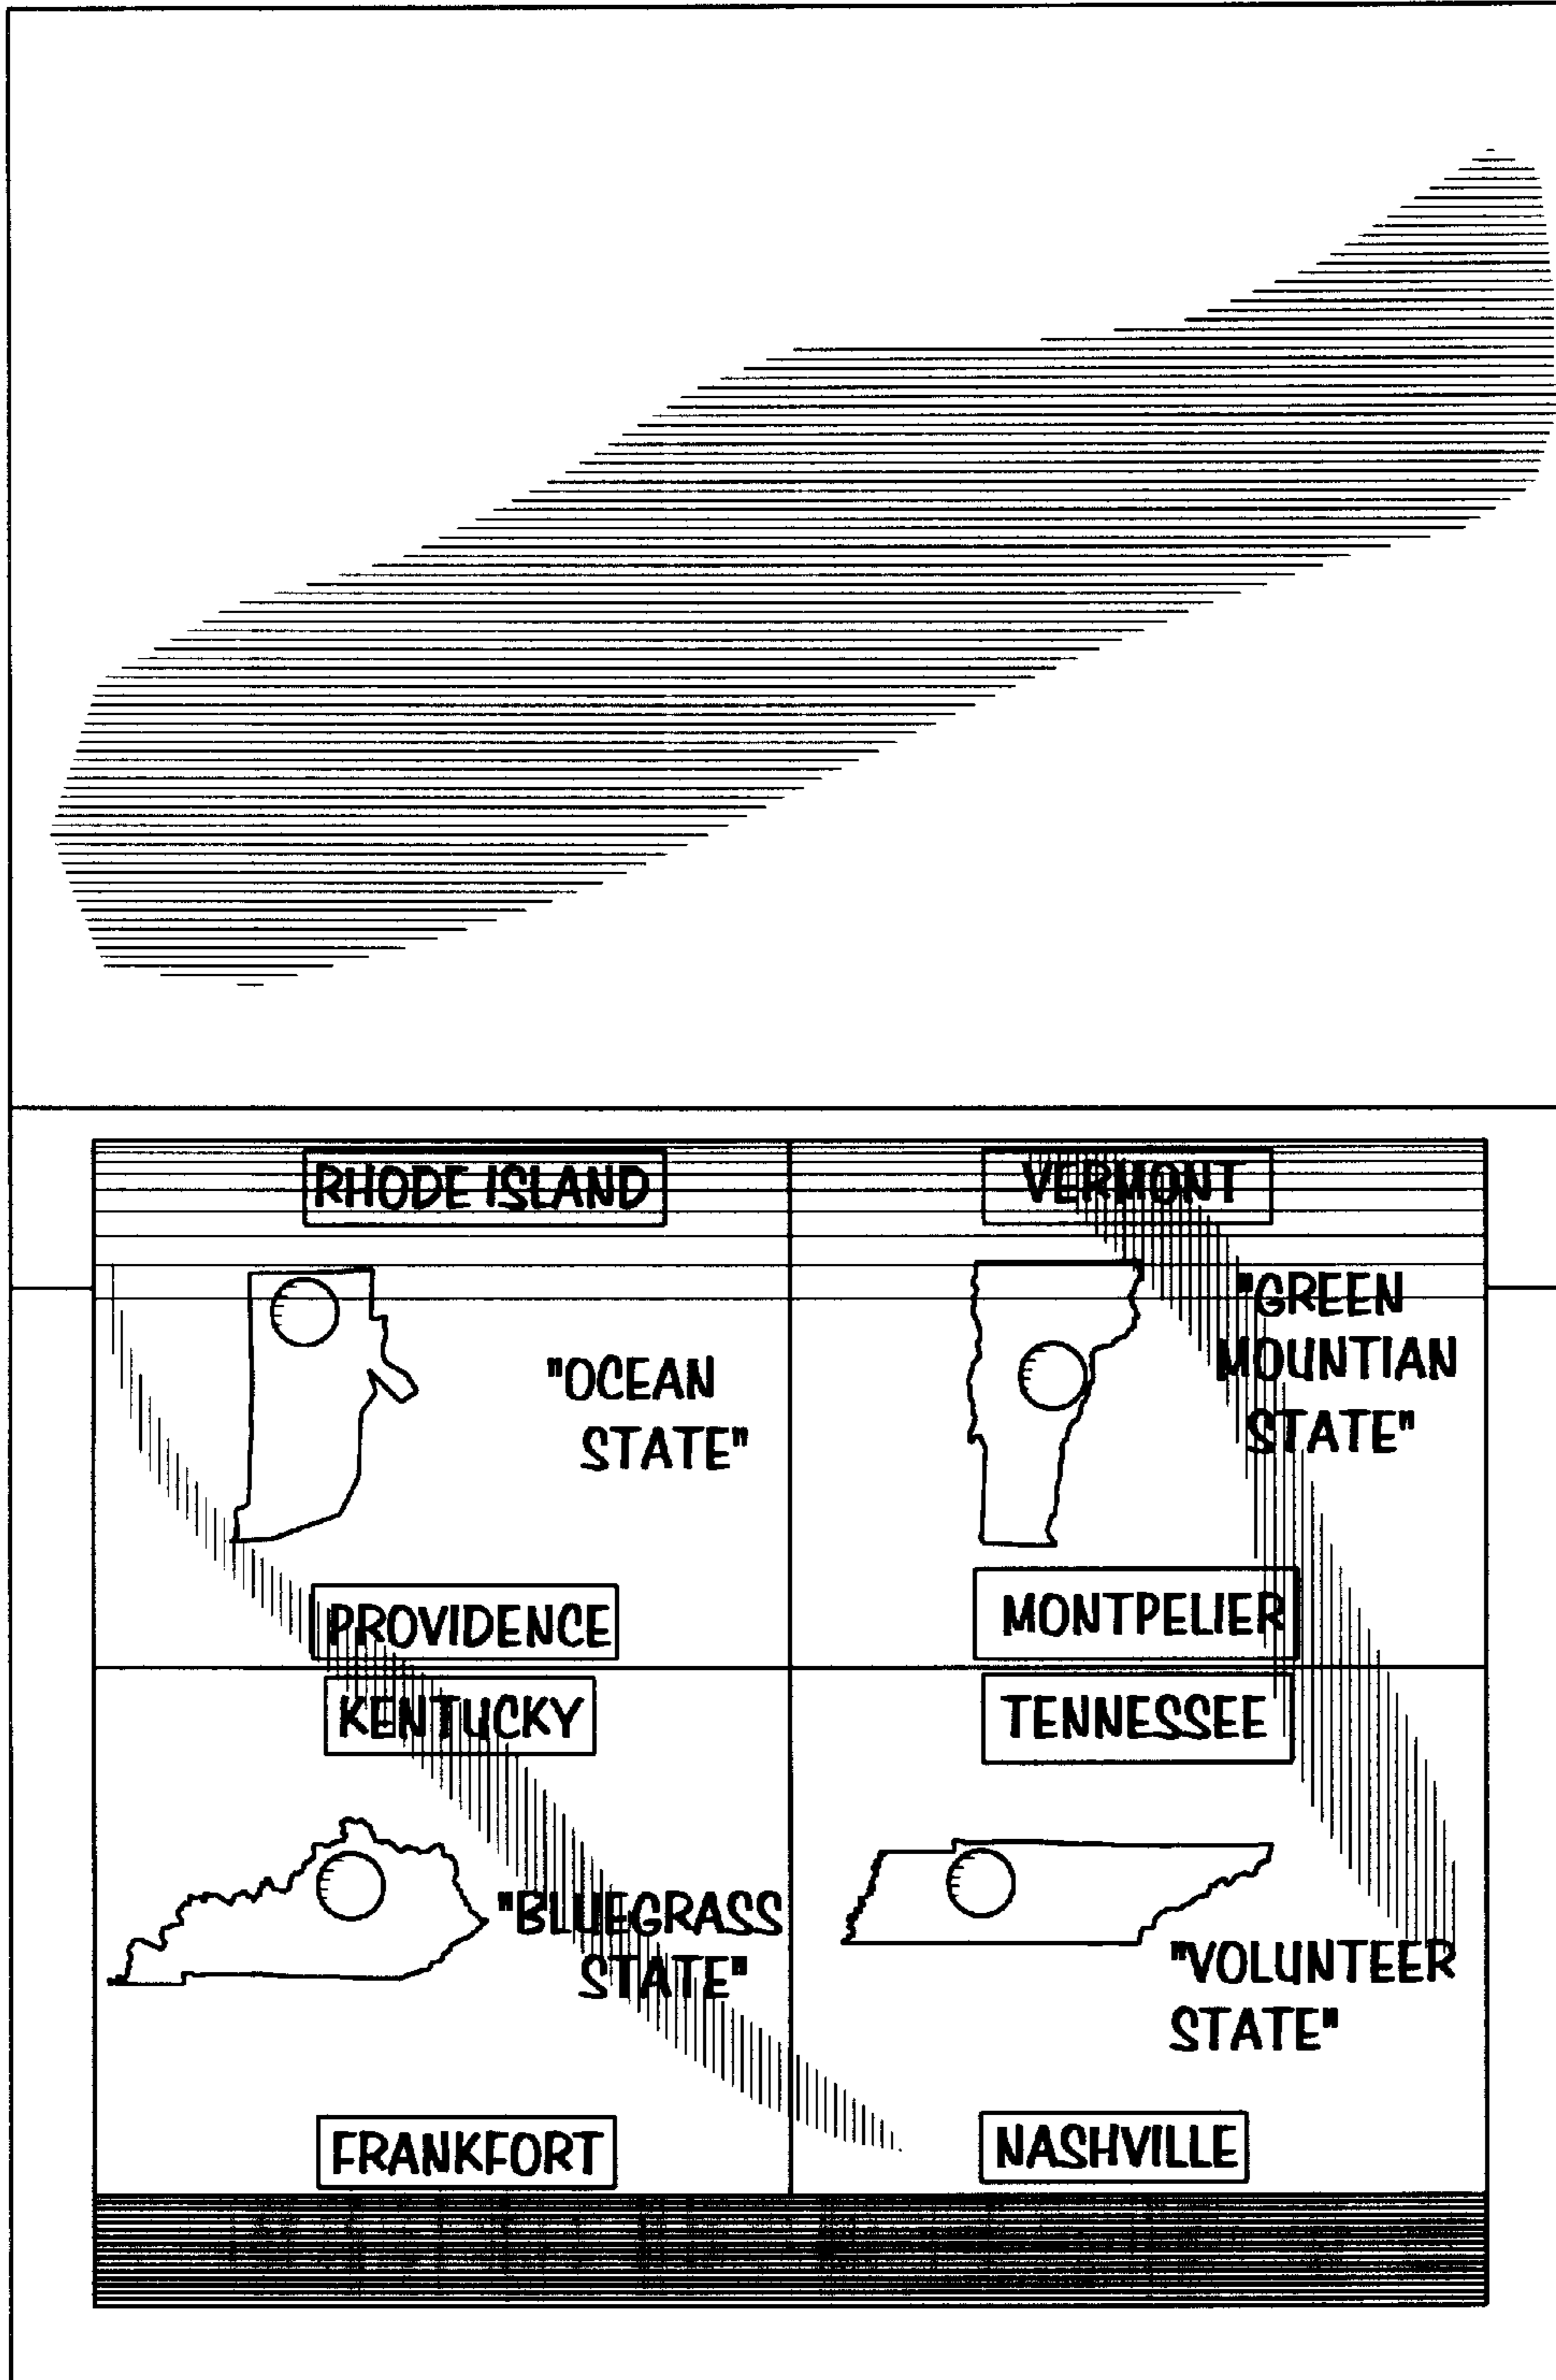 RHODE ISLAND
"OCEAN
STATE"
PROVIDENCE
VERMONT
"GREEN
MOUNTIAN
STATE"
MONTPELIER
KENTUCKY
"BLUEGRASS
STATE"
FRANKFORT
TENNESSEE
"VOLUNTEER
STATE"
NASHVILLE